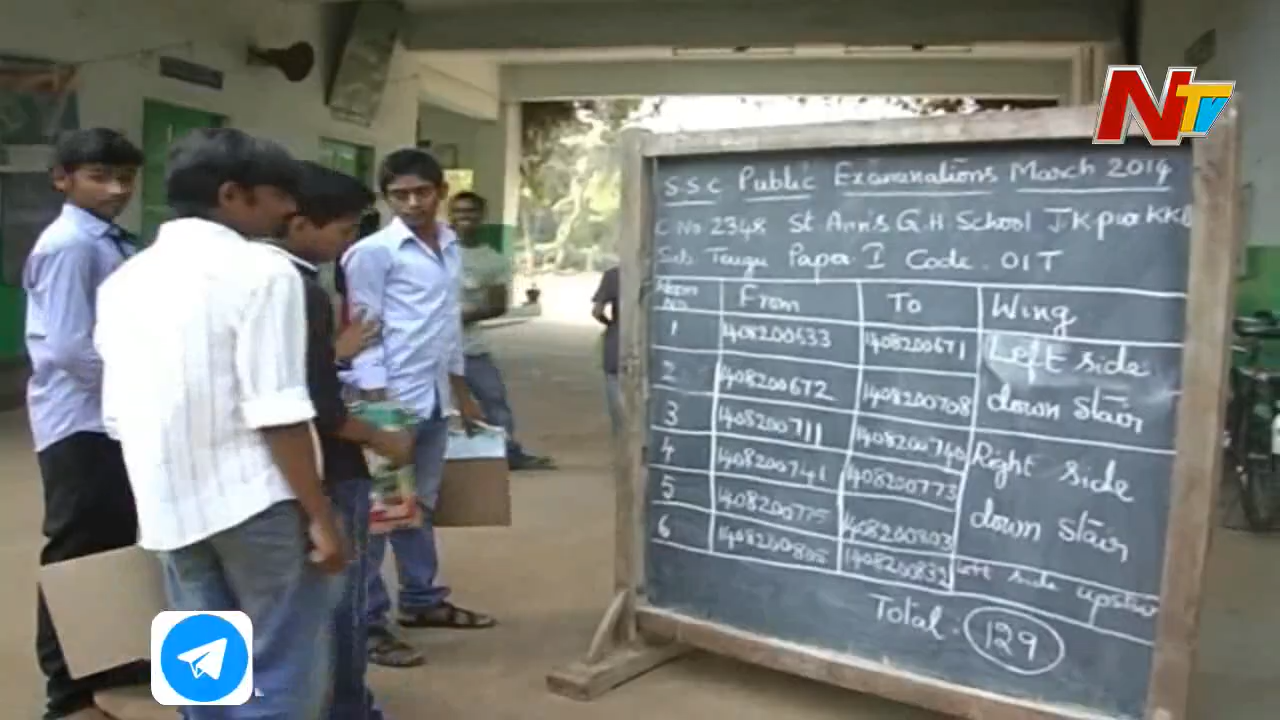 NTV
S.S.C Public Examinations March 2014
C No 2348 St Ann's G.H School J.K pur KKD
Sub Telugu Paper I Code. 01T
Room No From To Wing
1 1408200633 1408200671 Left side
2 1408200672 1408200708 down stair
3 1408200711 1408200740 Right side
4 1408200741 1408200773
5 1408200775 1408200803 down stair
6 1408200805 1408200832 Left side upstair
Total. 129